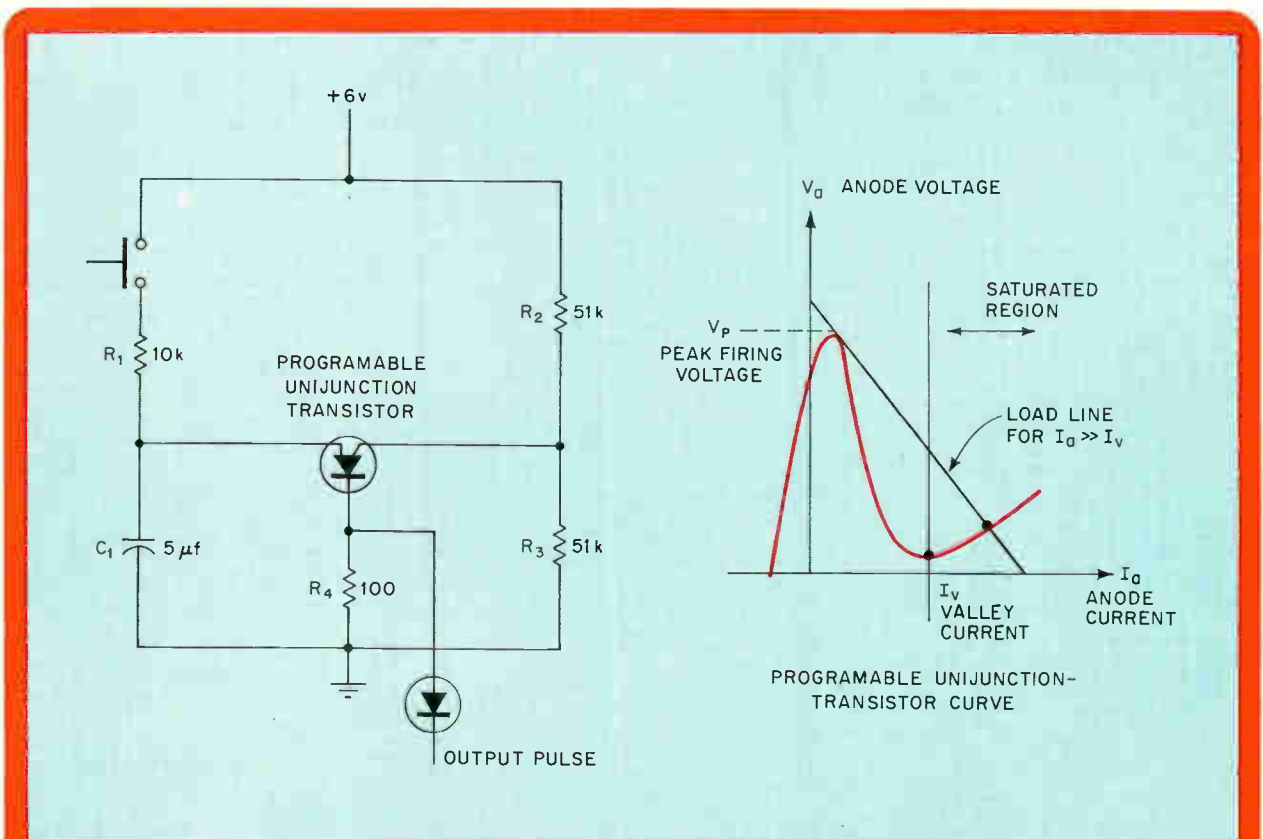 +6v
R1 10k
R2 51k
PROGRAMABLE
UNIJUNCTION
TRANSISTOR
C1 5 μf
R4 100
R3 51k
OUTPUT PULSE
Va ANODE VOLTAGE
SATURATED
REGION
VP
PEAK FIRING
VOLTAGE
LOAD LINE
FOR Ia >> Iv
Ia
ANODE
CURRENT
Iv
VALLEY
CURRENT
PROGRAMABLE UNIJUNCTION-
TRANSISTOR CURVE